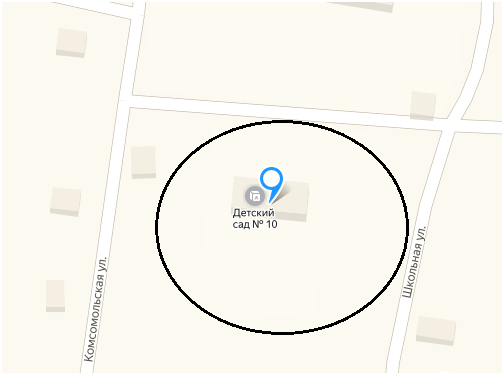 Детский
сад № 10
Комсомольская ул.
Школьная ул.